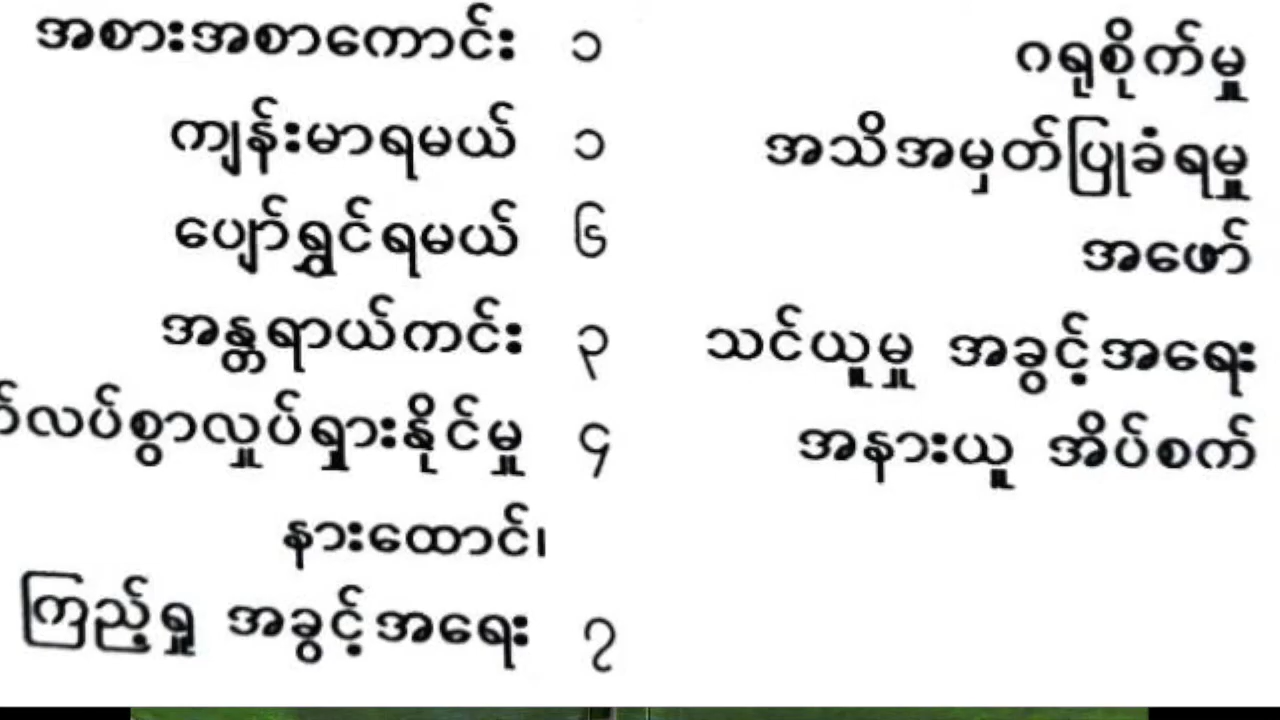 အစားအစာကောင်း ၁
ကျန်းမာရမယ် ၁
ပျော်ရွှင်ရမယ် ၆
အန္တရာယ်ကင်း ၃
လပ်စွာလှုပ်ရှားနိုင်မှု ၄
နားထောင်၊
ကြည့်ရှု အခွင့်အရေး ၇
ဂရုစိုက်မှု
အသိအမှတ်ပြုခံရမှု
အဖော်
သင်ယူမှု အခွင့်အရေး
အနားယူ အိပ်စက်